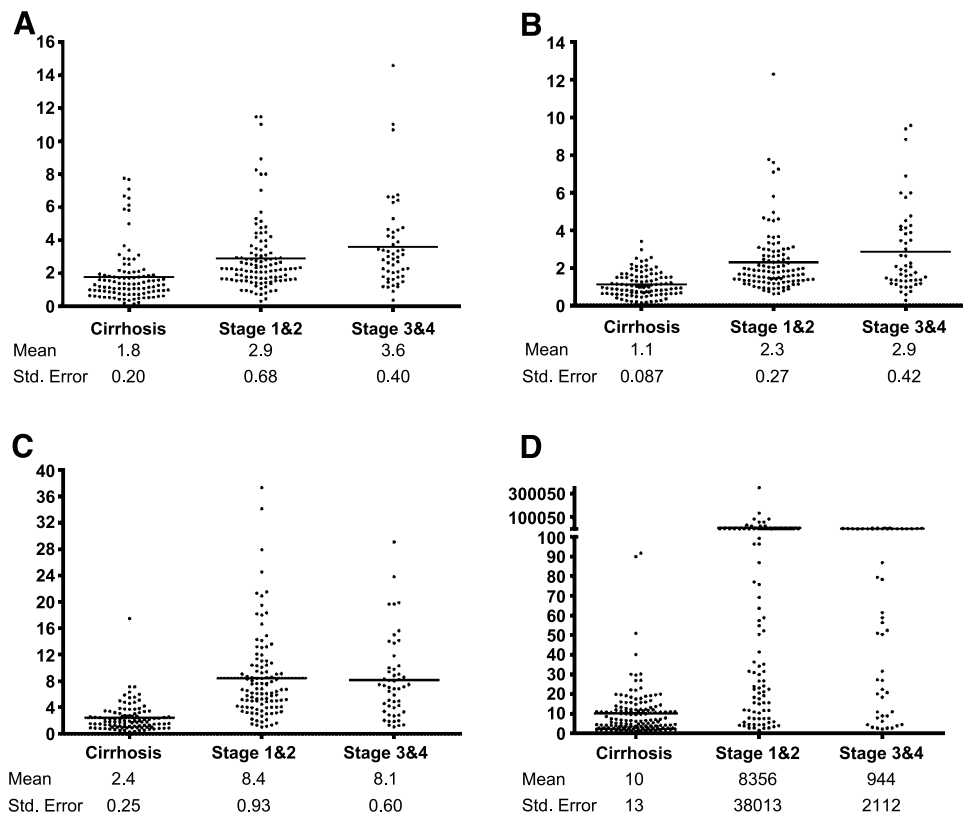 A
16
14
12
10
8
6
4
2
0
Cirrhosis Stage 1&2 Stage 3&4
Mean 1.8 2.9 3.6
Std. Error 0.20 0.68 0.40
B
14
12
10
8
6
4
2
0
Cirrhosis Stage 1&2 Stage 3&4
Mean 1.1 2.3 2.9
Std. Error 0.087 0.27 0.42
C
40
36
32
28
24
20
16
12
8
4
0
Cirrhosis Stage 1&2 Stage 3&4
Mean 2.4 8.4 8.1
Std. Error 0.25 0.93 0.60
D
300050
100050
100
90
80
70
60
50
40
30
20
10
0
Cirrhosis Stage 1&2 Stage 3&4
Mean 10 8356 944
Std. Error 13 38013 2112